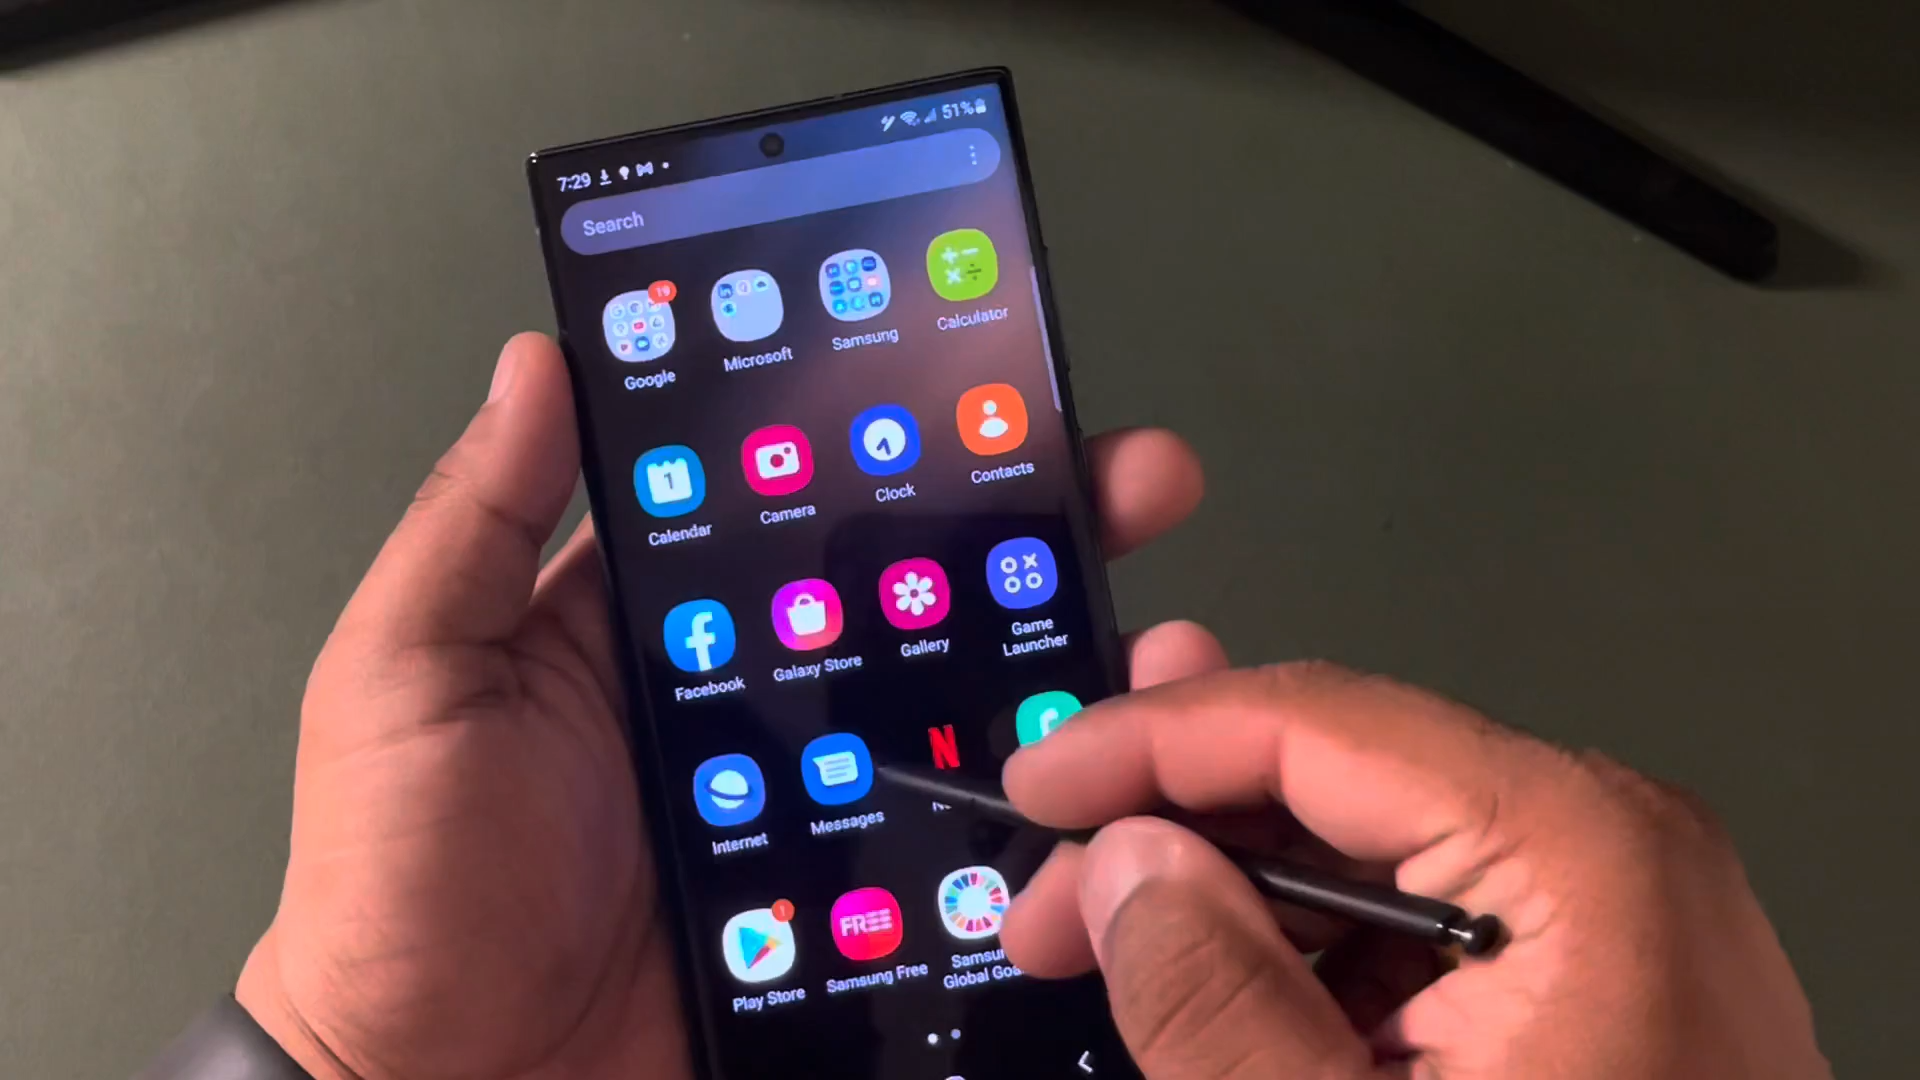 7:29
51%
Search
19
Google
Microsoft
Samsung
Calculator
1
Calendar
Camera
Clock
Contacts
Facebook
Galaxy Store
Gallery
Game
Launcher
N
Internet
Messages
1
FREE
Play Store
Samsung Free
Global